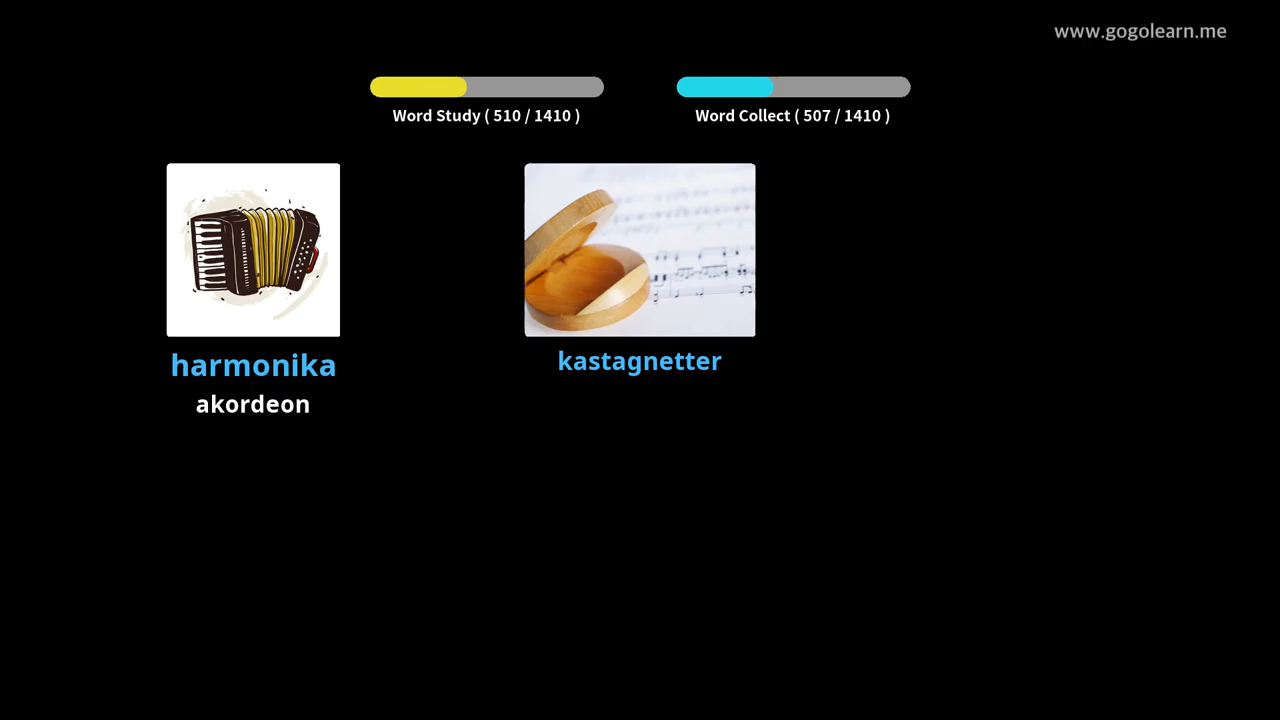 www.gogolearn.me
Word Study ( 510 / 1410 )
Word Collect ( 507 / 1410 )
harmonika
akordeon
kastagnetter